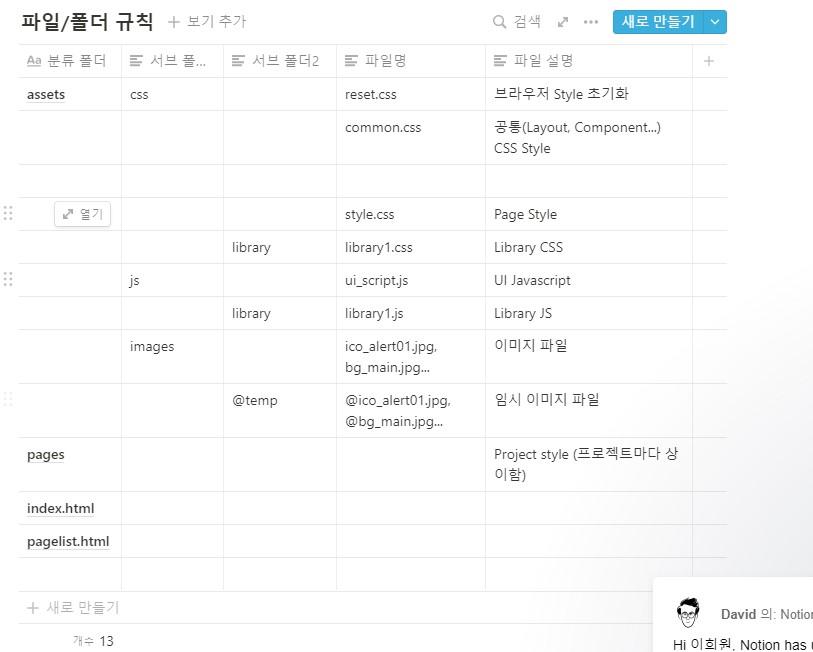 파일/폴더 규칙 + 보기 추가 검색 새로 만들기
Aa 분류 폴더 서브 폴... 서브 폴더2 파일명 파일 설명 +
assets css reset.css 브라우저 Style 초기화
common.css 공통(Layout, Component...)
CSS Style
열기 style.css Page Style
library library1.css Library CSS
js ui_script.js UI Javascript
library library1.js Library JS
images ico_alert01.jpg, 이미지 파일
bg_main.jpg...
@temp @ico_alert01.jpg, 임시 이미지 파일
@bg_main.jpg...
pages Project style (프로젝트마다 상
이함)
index.html
pagelist.html
+ 새로 만들기
개수 13
David 의: Notion
Hi 이희원, Notion has